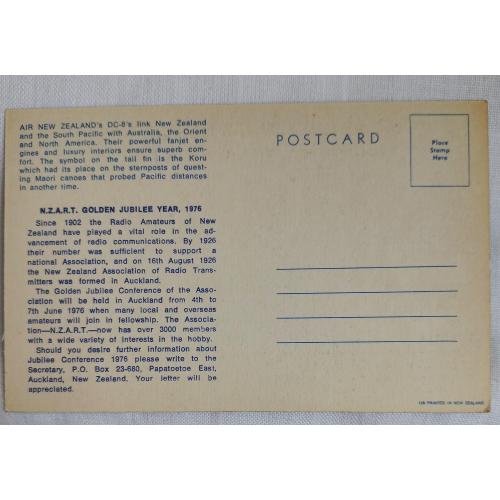 AIR NEW ZEALAND's DC-8's link New Zealand
and the South Pacific with Australia, the Orient
and North America. Their powerful fanjet en-
gines and luxury interiors ensure superb com-
fort. The symbol on the tail fin is the Koru
which had its place on the sternposts of quest-
ing Maori canoes that probed Pacific distances
in another time.
N.Z.A.R.T. GOLDEN JUBILEE YEAR, 1976
Since 1902 the Radio Amateurs of New
Zealand have played a vital role in the ad-
vancement of radio communications. By 1926
their number was sufficient to support a
national Association, and on 16th August 1926
the New Zealand Association of Radio Trans-
mitters was formed in Auckland.
The Golden Jubilee Conference of the Asso-
ciation will be held in Auckland from 4th to
7th June 1976 when many local and overseas
amateurs will join in fellowship. The Associa-
tion—N.Z.A.R.T.—now has over 3000 members
with a wide variety of interests in the hobby.
Should you desire further information about
Jubilee Conference 1976 please write to the
Secretary, P.O. Box 23-680, Papatoetoe East,
Auckland, New Zealand. Your letter will be
appreciated.
POSTCARD
Place
Stamp
Here
PRINTED IN NEW ZEALAND